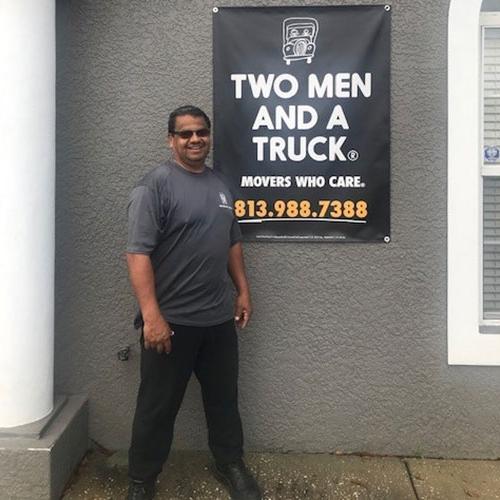 TWO MEN
AND A
TRUCK®
MOVERS WHO CARE®
813.988.7388